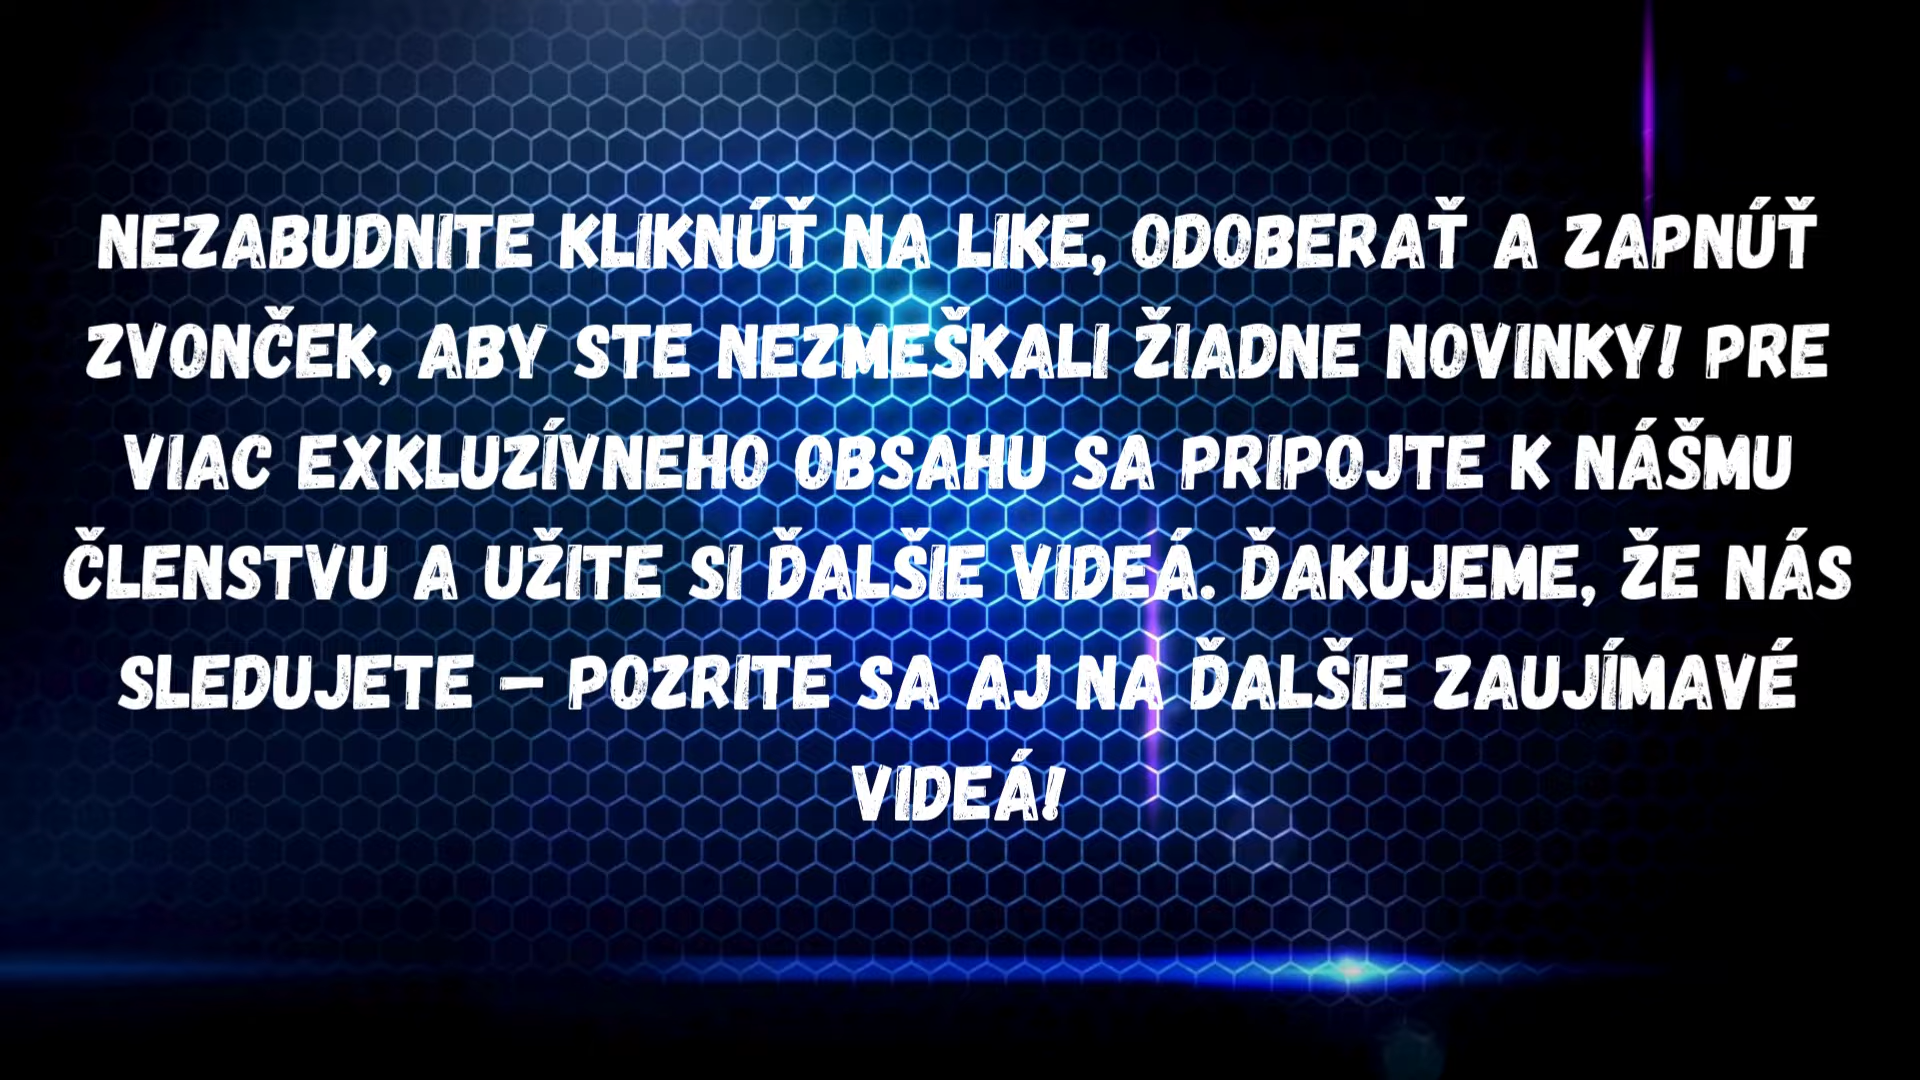 NEZABUDNITE KLIKNÚŤ NA LIKE, ODOBERAŤ A ZAPNÚŤ
ZVONČEK, ABY STE NEZMEŠKALI ŽIADNE NOVINKY! PRE
VIAC EXKLUZÍVNEHO OBSAHU SA PRIPOJTE K NÁŠMU
ČLENSTVU A UŽITE SI ĎALŠIE VIDEÁ. ĎAKUJEME, ŽE NÁS
SLEDUJETE – POZRITE SA AJ NA ĎALŠIE ZAUJÍMAVÉ
VIDEÁ!